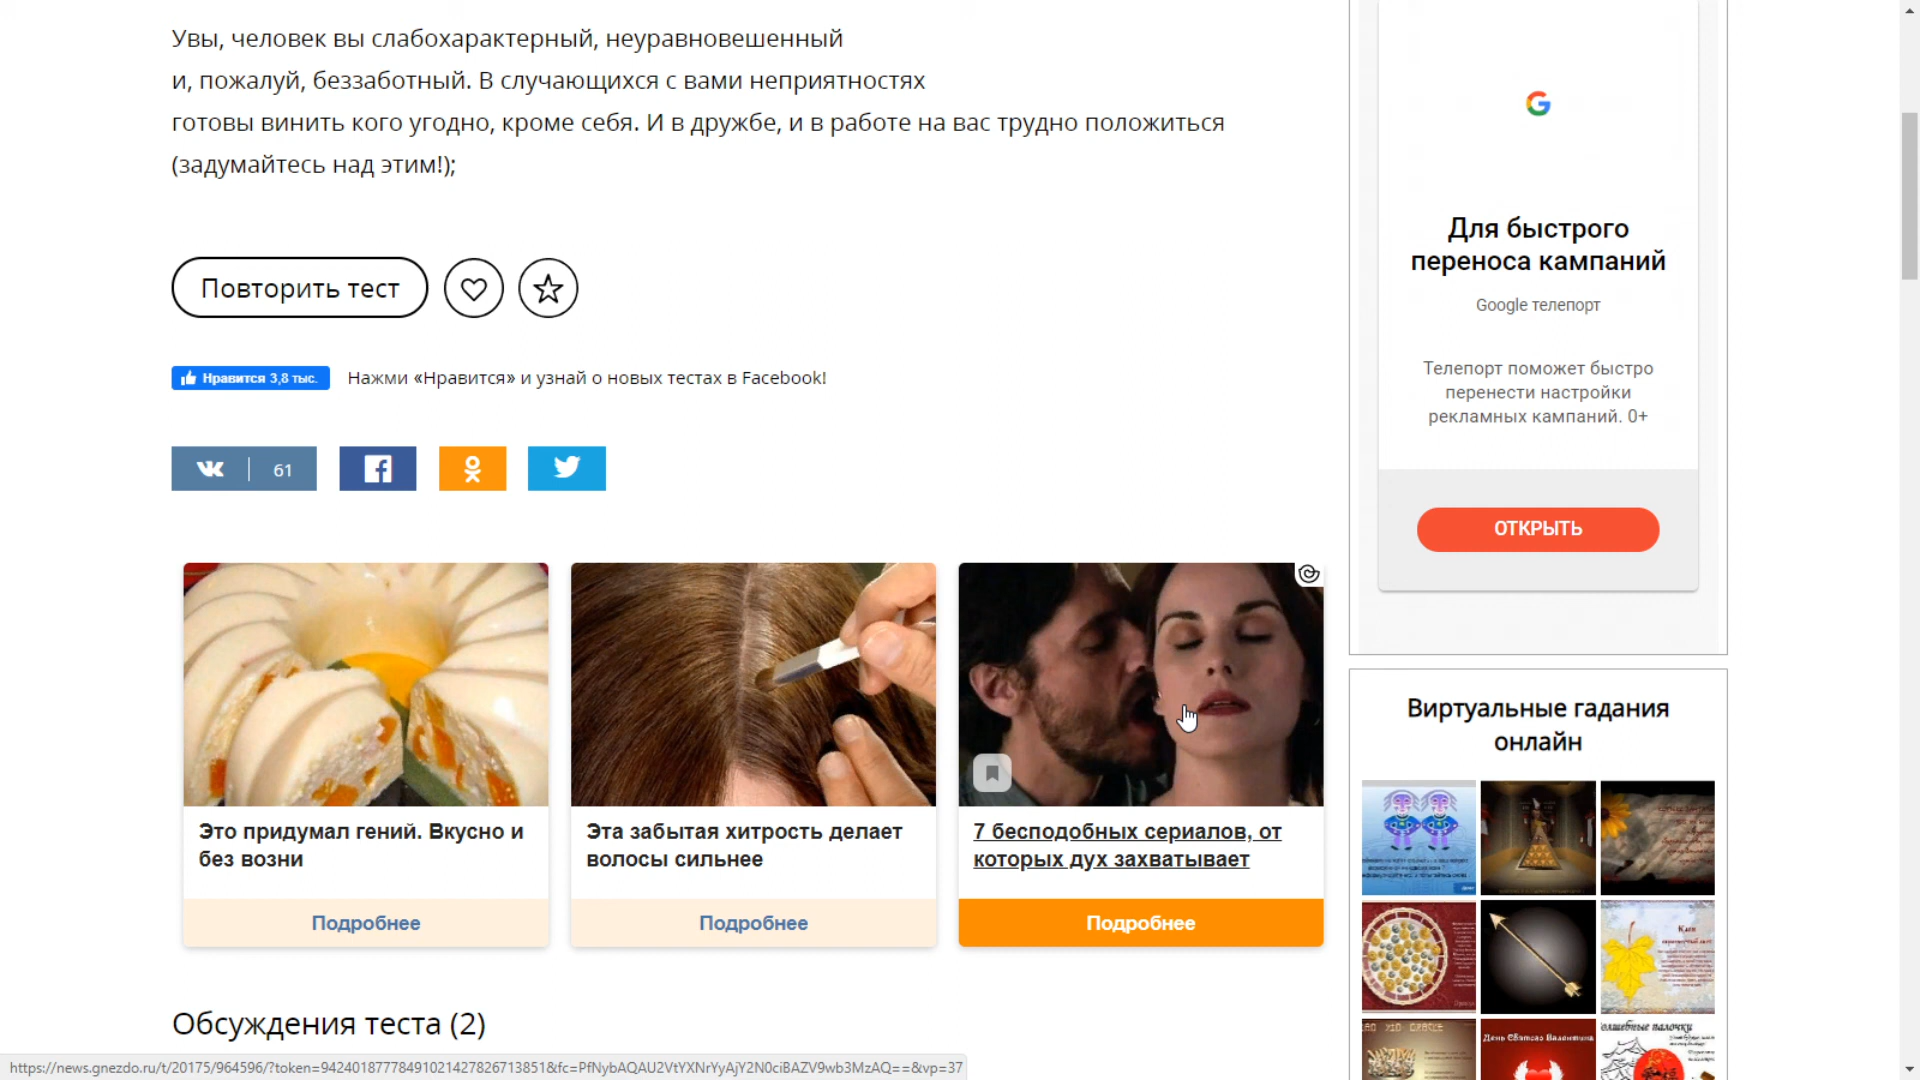 Увы, человек вы слабохарактерный, неуравновешенный
и, пожалуй, беззаботный. В случающихся с вами неприятностях
готовы винить кого угодно, кроме себя. И в дружбе, и в работе на вас трудно положиться
(задумайтесь над этим!);
Повторить тест
Нравится 3,8 тыс.
Нажми «Нравится» и узнай о новых тестах в Facebook!
61
Это придумал гений. Вкусно и
без возни
Подробнее
Эта забытая хитрость делает
волосы сильнее
Подробнее
7 бесподобных сериалов, от
которых дух захватывает
Подробнее
Обсуждения теста (2)
Для быстрого
переноса кампаний
Google телепорт
Телепорт поможет быстро
перенести настройки
рекламных кампаний. 0+
ОТКРЫТЬ
Виртуальные гадания
онлайн
День Святого Валентина
https://news.gnezdo.ru/t/20175/964596/?token=94240187778491021427826713851&fc=PfNybAQAU2VtYXNrYyAjY2N0ciBAZV9wb3MzAQ==&vp=37